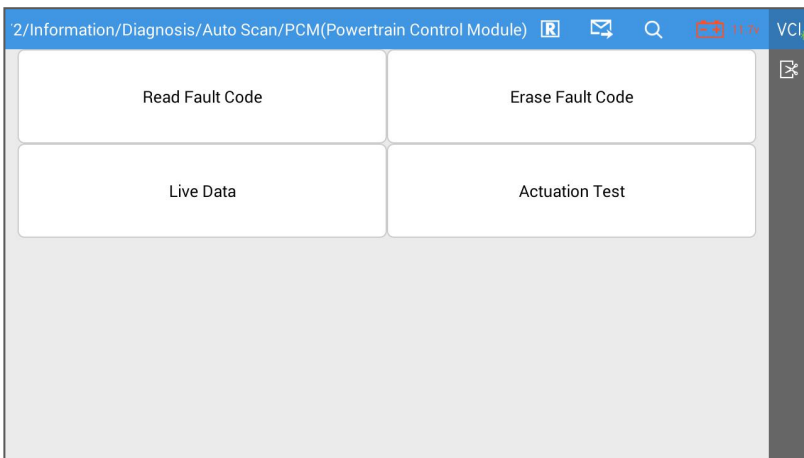 '2/Information/Diagnosis/Auto Scan/PCM(Powertrain Control Module) R VCI
Read Fault Code
Erase Fault Code
Live Data
Actuation Test